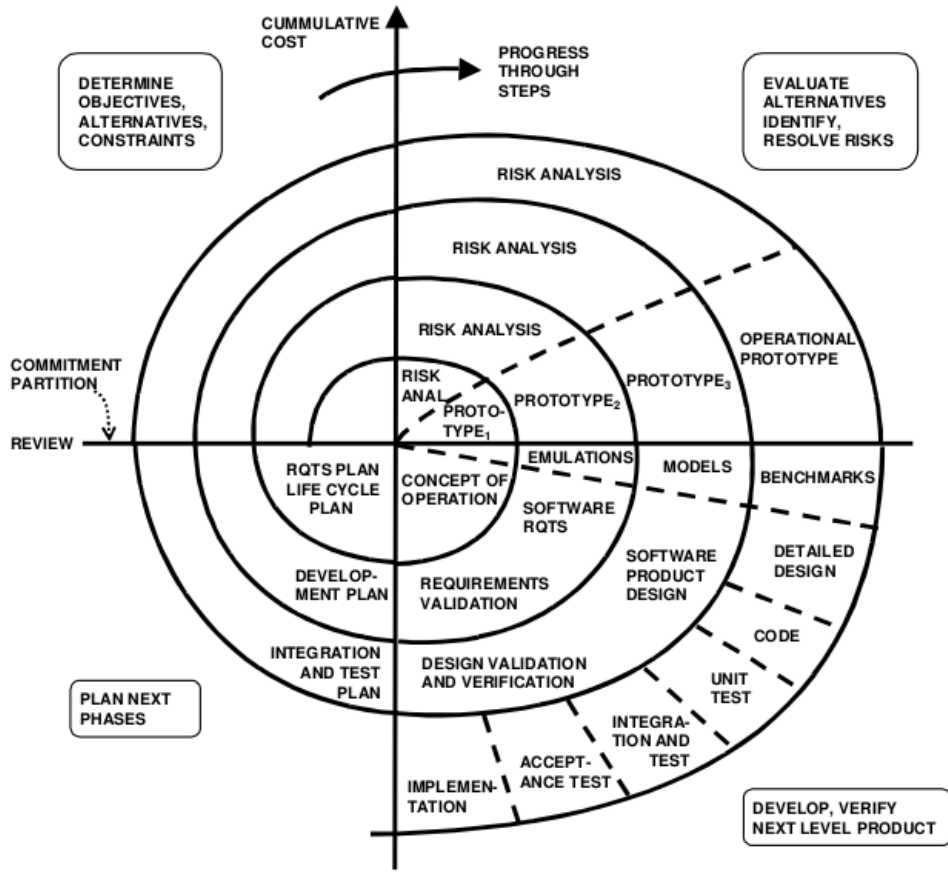 CUMMULATIVE
COST
PROGRESS
THROUGH
STEPS
DETERMINE
OBJECTIVES,
ALTERNATIVES,
CONSTRAINTS
EVALUATE
ALTERNATIVES
IDENTIFY,
RESOLVE RISKS
RISK ANALYSIS
RISK ANALYSIS
RISK ANALYSIS
RISK
ANAL.
PROTO-
TYPE1
PROTOTYPE2
PROTOTYPE3
OPERATIONAL
PROTOTYPE
COMMITMENT
PARTITION
REVIEW
EMULATIONS
MODELS
BENCHMARKS
RQTS PLAN
LIFE CYCLE
PLAN
CONCEPT OF
OPERATION
SOFTWARE
RQTS
SOFTWARE
PRODUCT
DESIGN
DETAILED
DESIGN
DEVELOP-
MENT PLAN
REQUIREMENTS
VALIDATION
CODE
INTEGRATION
AND TEST
PLAN
DESIGN VALIDATION
AND VERIFICATION
UNIT
TEST
PLAN NEXT
PHASES
INTEGRA-
TION AND
TEST
ACCEPT-
ANCE TEST
IMPLEMEN-
TATION
DEVELOP, VERIFY
NEXT LEVEL PRODUCT